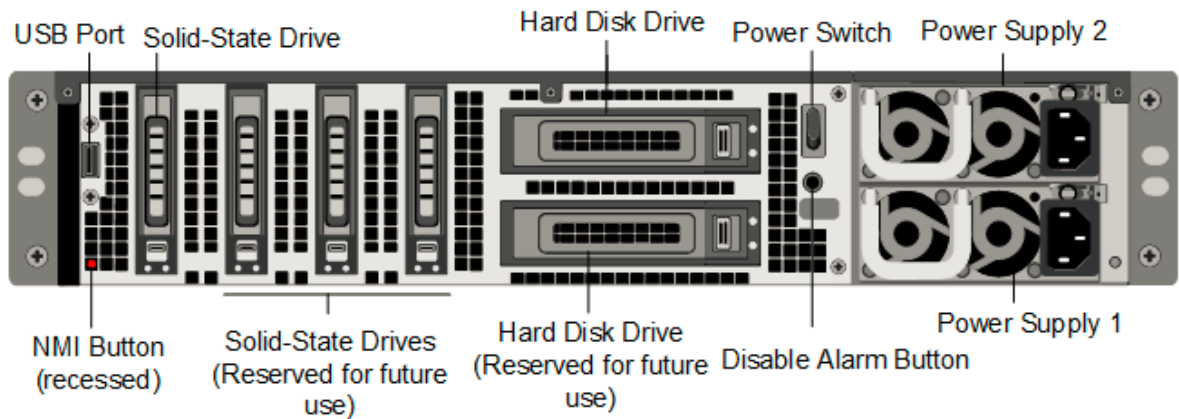 USB Port
Solid-State Drive
Hard Disk Drive
Power Switch
Power Supply 2
NMI Button
(recessed)
Solid-State Drives
(Reserved for future
use)
Hard Disk Drive
(Reserved for future
use)
Disable Alarm Button
Power Supply 1